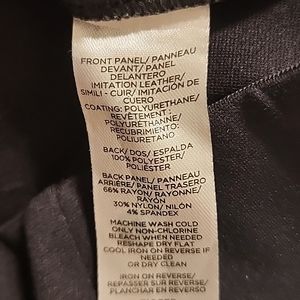 FRONT PANEL/ PANNEAU
DEVANT/ PANEL
DELANTERO
IMITATION LEATHER/
SIMILI - CUIR/ IMITACIÓN DE
CUERO
COATING: POLYURETHANE/
REVÊTEMENT:
POLYURÉTHANE/
RECUBRIMIENTO:
POLIURETANO
BACK/ DOS/ ESPALDA
100% POLYESTER/
POLIÉSTER
BACK PANEL/ PANNEAU
ARRIÈRE/ PANEL TRASERO
66% RAYON/ RAYONNE/
RAYÓN
30% NYLON/ NILÓN
4% SPANDEX
MACHINE WASH COLD
ONLY NON-CHLORINE
BLEACH WHEN NEEDED
RESHAPE DRY FLAT
COOL IRON ON REVERSE IF
NEEDED
OR DRY CLEAN
IRON ON REVERSE/
REPASSER SUR REVERSE/
PLANCHAR EN REVERSO